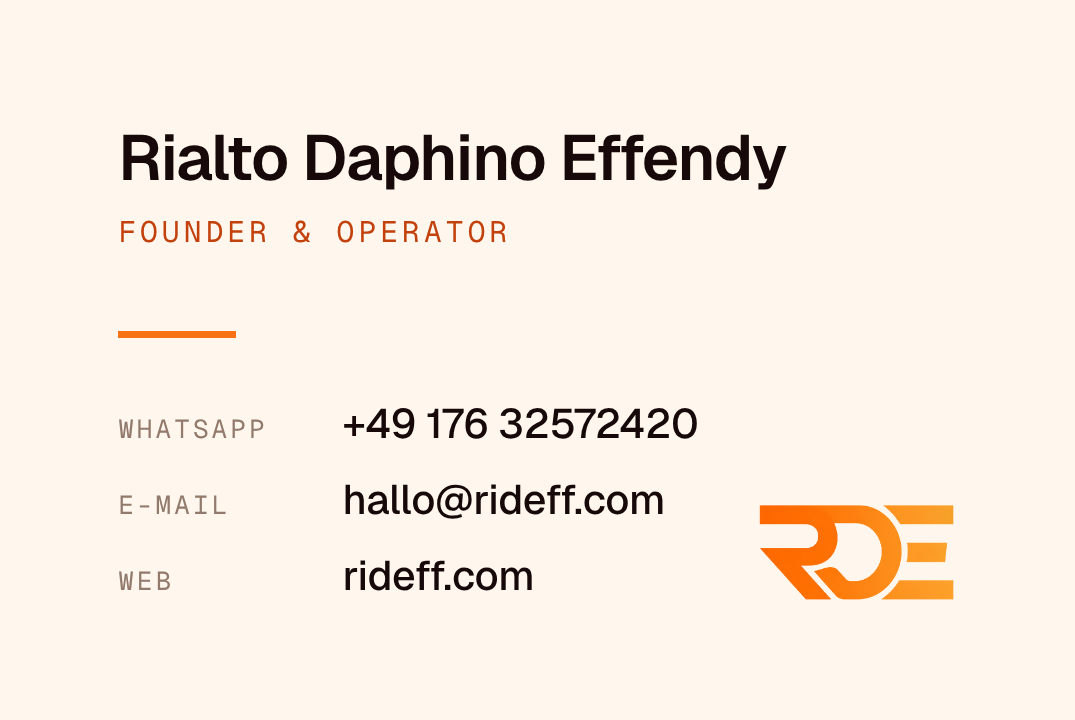 Rialto Daphino Effendy
FOUNDER & OPERATOR
WHATSAPP +49 176 32572420
E-MAIL hallo@rideff.com
WEB rideff.com
RDE